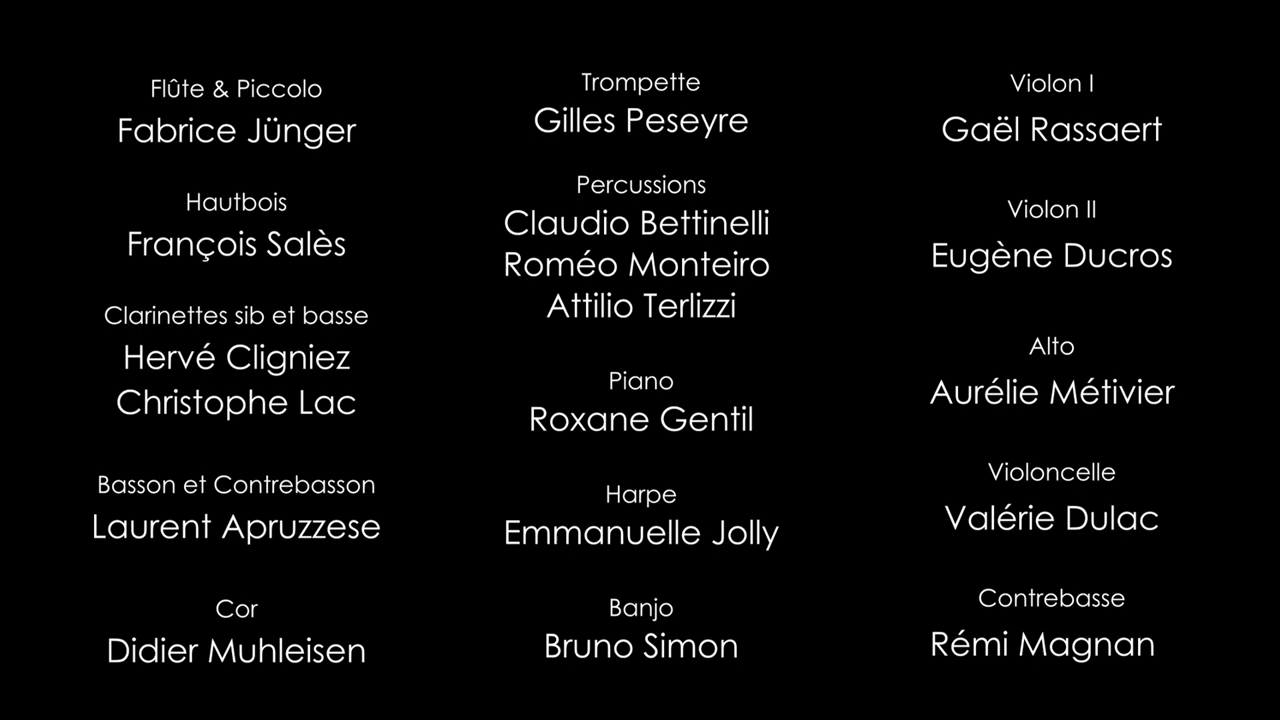 Flûte & Piccolo
Fabrice Jünger
Hautbois
François Salès
Clarinettes sib et basse
Hervé Cligniez
Christophe Lac
Basson et Contrebasson
Laurent Apruzzese
Cor
Didier Muhleisen
Trompette
Gilles Peseyre
Percussions
Claudio Bettinelli
Roméo Monteiro
Attilio Terlizzi
Piano
Roxane Gentil
Harpe
Emmanuelle Jolly
Banjo
Bruno Simon
Violon I
Gaël Rassaert
Violon II
Eugène Ducros
Alto
Aurélie Métivier
Violoncelle
Valérie Dulac
Contrebasse
Rémi Magnan